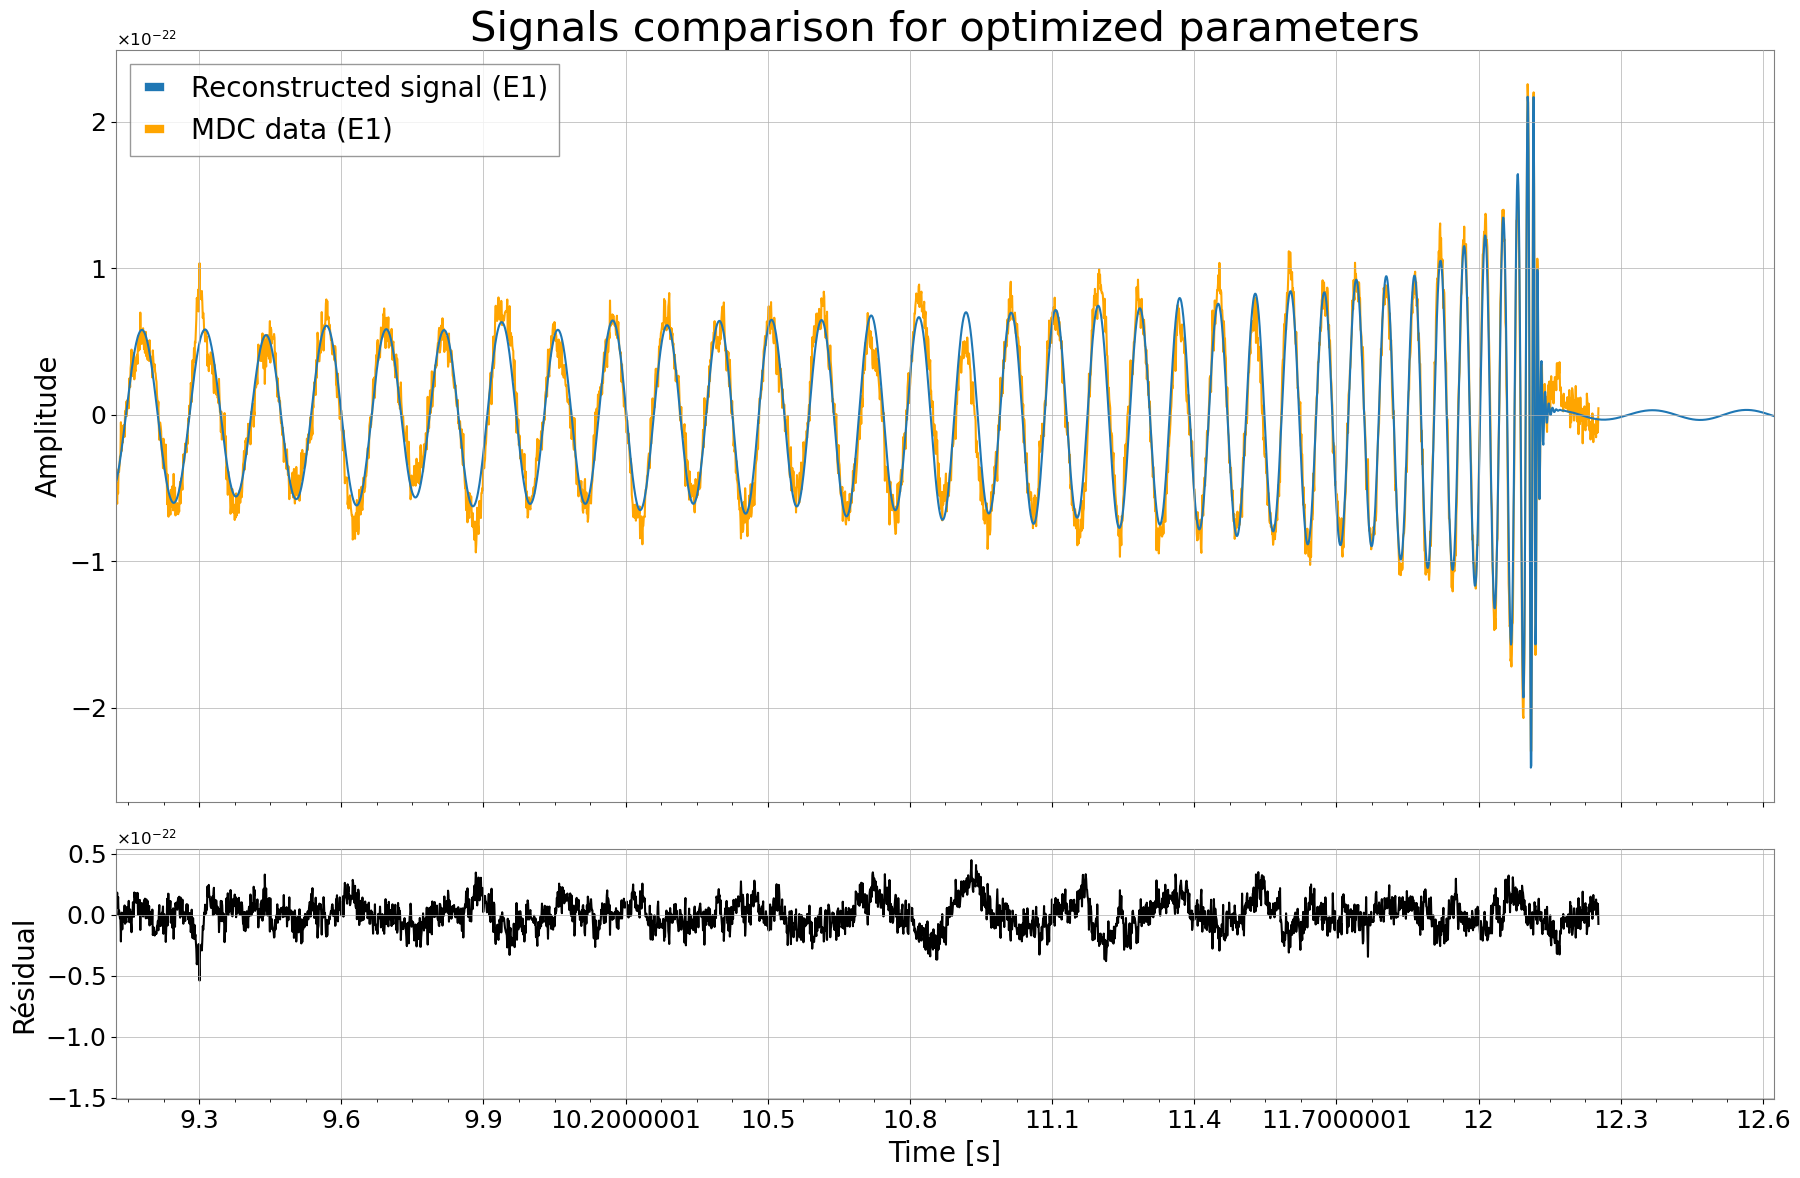 Signals comparison for optimized parameters
×10⁻²²
Reconstructed signal (E1)
MDC data (E1)
2
1
0
−1
−2
Amplitude
×10⁻²²
0.5
0.0
−0.5
−1.0
−1.5
Résidual
9.3 9.6 9.9 10.2000001 10.5 10.8 11.1 11.4 11.7000001 12 12.3 12.6
Time [s]